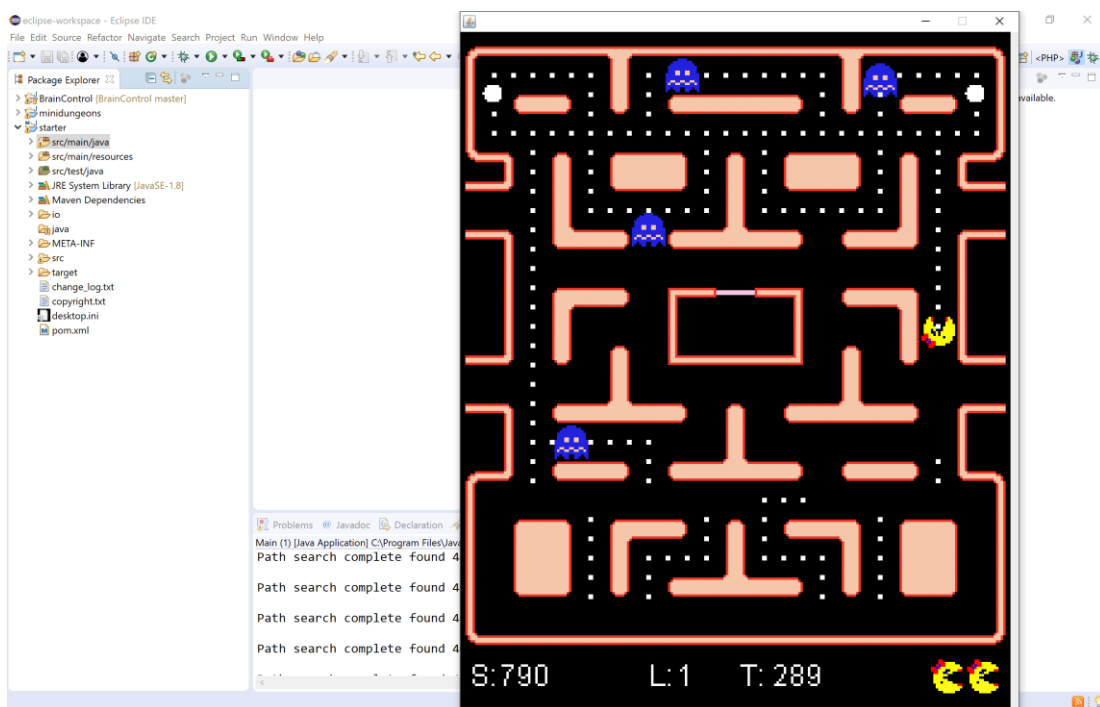 eclipse-workspace - Eclipse IDE
File Edit Source Refactor Navigate Search Project Run Window Help
<PHP>
Package Explorer
available.
BrainControl [BrainControl master]
minidungeons
starter
src/main/java
src/main/resources
src/test/java
JRE System Library [JavaSE-1.8]
Maven Dependencies
io
java
META-INF
src
target
change_log.txt
copyright.txt
desktop.ini
pom.xml
Problems @ Javadoc Declaration
Main (1) [Java Application] C:\Program Files\Java
Path search complete found 4
Path search complete found 4
Path search complete found 4
Path search complete found 4
S:790 L:1 T: 289